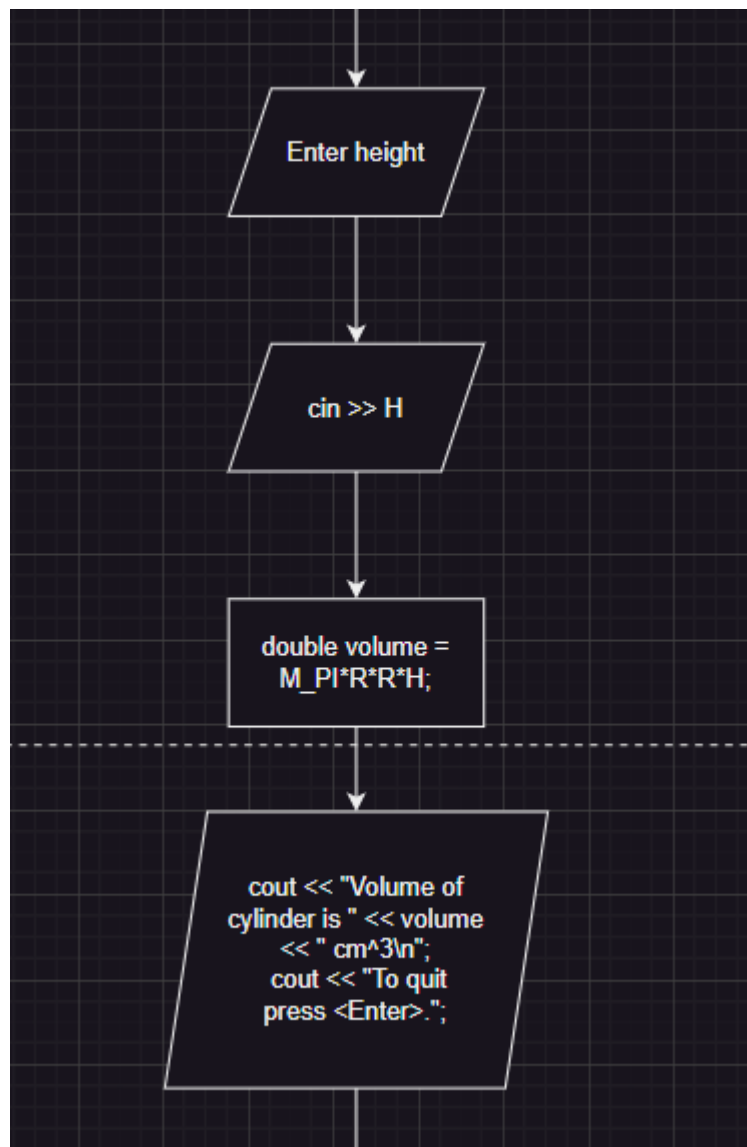 Enter height
cin >> H
double volume =
M_PI*R*R*H;
cout << "Volume of
cylinder is " << volume
<< " cm^3\n";
cout << "To quit
press <Enter>.";